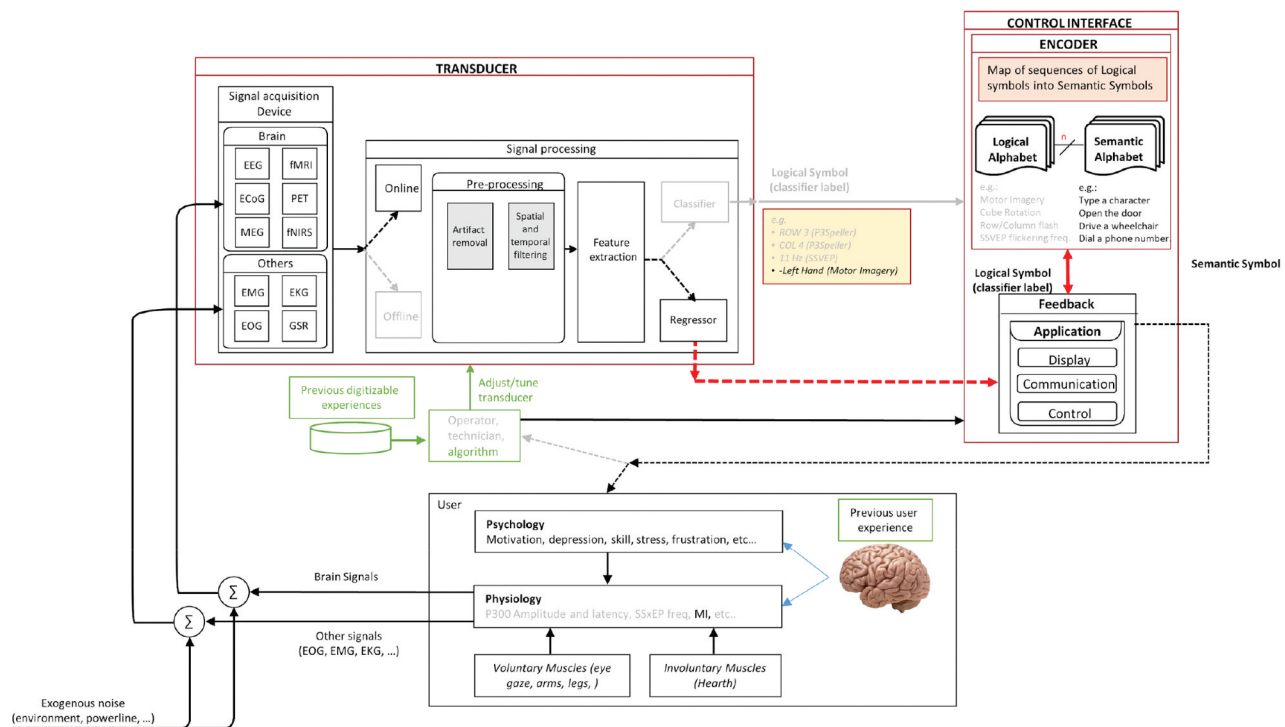 CONTROL INTERFACE
ENCODER
Map of sequences of Logical
symbols into Semantic Symbols
Logical
Alphabet
n
Semantic
Alphabet
e.g.:
Motor Imagery
Cube Rotation
Row/Column flash
SSVEP flickering freq.
e.g.:
Type a character
Open the door
Drive a wheelchair
Dial a phone number
TRANSDUCER
Signal acquisition
Device
Brain
EEG
fMRI
ECoG
PET
MEG
fNIRS
Others
EMG
EKG
EOG
GSR
Signal processing
Online
Offline
Pre-processing
Artifact
removal
Spatial
and
temporal
filtering
Feature
extraction
Classifier
Regressor
Logical Symbol
(classifier label)
e.g.
• ROW 3 (P3Speller)
• COL 4 (P3Speller)
• 11 Hz (SSVEP)
• -Left Hand (Motor Imagery)
Logical Symbol
(classifier label)
Semantic Symbol
Feedback
Application
Display
Communication
Control
Previous digitizable
experiences
Adjust/tune
transducer
Operator,
technician,
algorithm
User
Psychology
Motivation, depression, skill, stress, frustration, etc...
Previous user
experience
Physiology
P300 Amplitude and latency, SSxEP freq, MI, etc..
Voluntary Muscles (eye
gaze, arms, legs, )
Involuntary Muscles
(Hearth)
Brain Signals
Σ
Σ
Other signals
(EOG, EMG, EKG, ...)
Exogenous noise
(environment, powerline, ...)